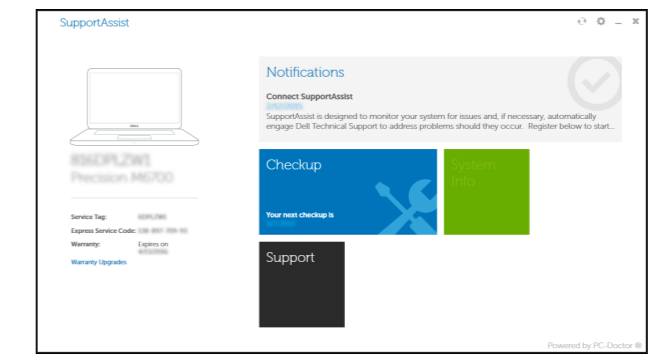 SupportAssist
Notifications
Connect SupportAssist
SupportAssist is designed to monitor your system for issues and, if necessary, automatically
engage Dell Technical Support to address problems should they occur. Register below to start...
Precision M6700
Checkup
System
Info
Your next checkup is
Service Tag:
Express Service Code:
Warranty: Expires on
Warranty Upgrades
Support
Powered by PC-Doctor ®